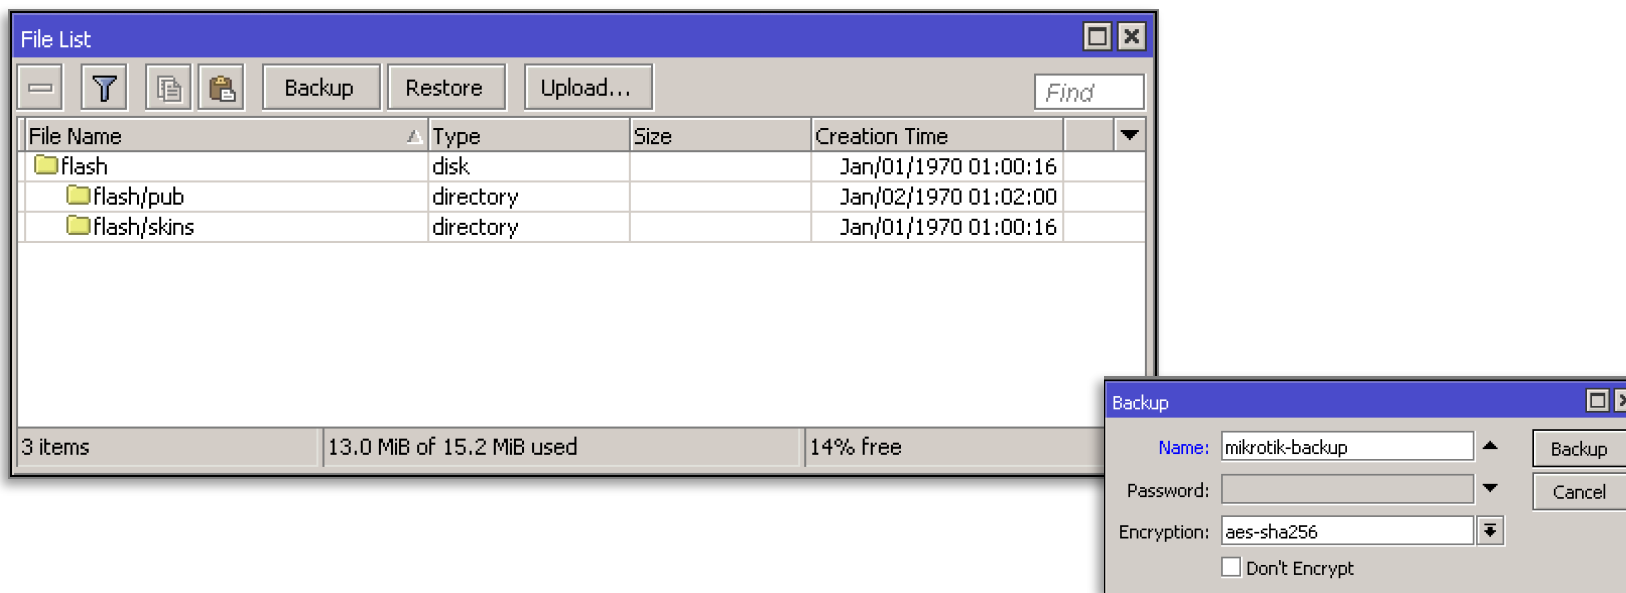 File List
Backup Restore Upload... Find
File Name Type Size Creation Time
flash disk Jan/01/1970 01:00:16
flash/pub directory Jan/02/1970 01:02:00
flash/skins directory Jan/01/1970 01:00:16
3 items 13.0 MiB of 15.2 MiB used 14% free
Backup
Name: mikrotik-backup Backup
Password: Cancel
Encryption: aes-sha256
Don't Encrypt